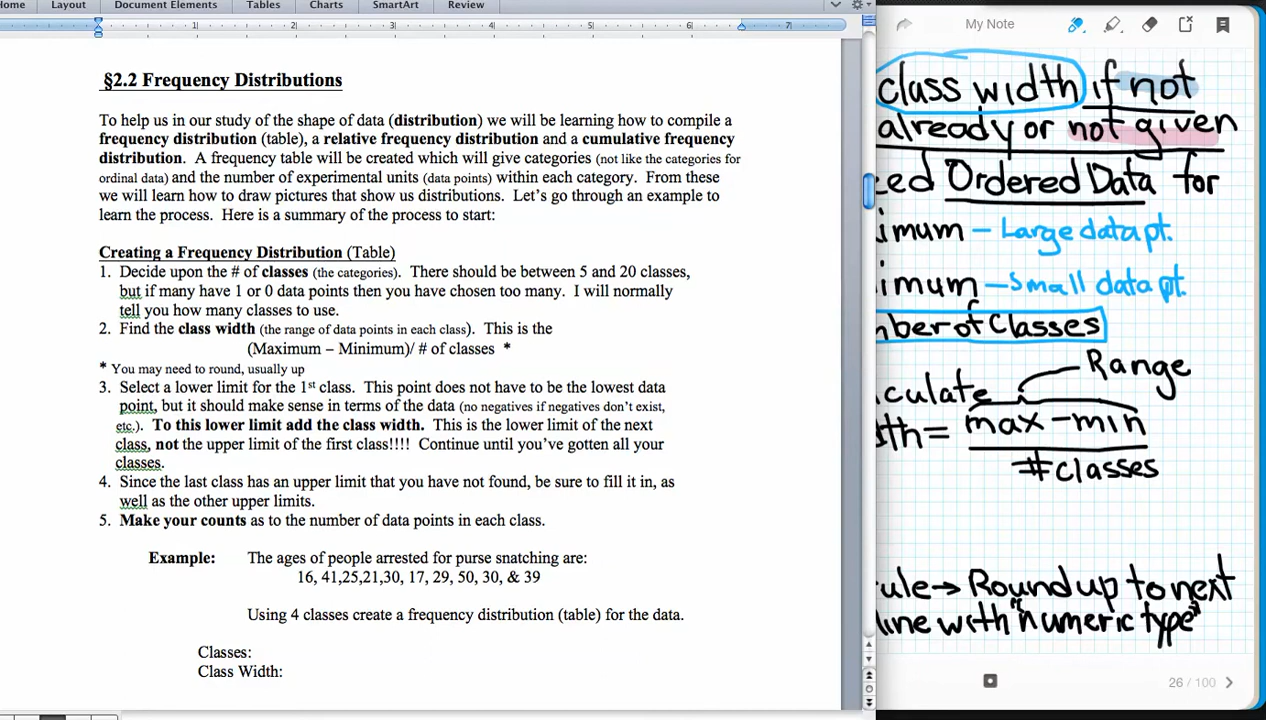 Home Layout Document Elements Tables Charts SmartArt Review
1 2 3 4 5 6 7
§2.2 Frequency Distributions
To help us in our study of the shape of data (distribution) we will be learning how to compile a
frequency distribution (table), a relative frequency distribution and a cumulative frequency
distribution. A frequency table will be created which will give categories (not like the categories for
ordinal data) and the number of experimental units (data points) within each category. From these
we will learn how to draw pictures that show us distributions. Let's go through an example to
learn the process. Here is a summary of the process to start:
Creating a Frequency Distribution (Table)
1. Decide upon the # of classes (the categories). There should be between 5 and 20 classes,
but if many have 1 or 0 data points then you have chosen too many. I will normally
tell you how many classes to use.
2. Find the class width (the range of data points in each class). This is the
(Maximum – Minimum)/ # of classes *
* You may need to round, usually up
3. Select a lower limit for the 1st class. This point does not have to be the lowest data
point, but it should make sense in terms of the data (no negatives if negatives don't exist,
etc.). To this lower limit add the class width. This is the lower limit of the next
class, not the upper limit of the first class!!!! Continue until you've gotten all your
classes.
4. Since the last class has an upper limit that you have not found, be sure to fill it in, as
well as the other upper limits.
5. Make your counts as to the number of data points in each class.
Example: The ages of people arrested for purse snatching are:
16, 41,25,21,30, 17, 29, 50, 30, & 39
Using 4 classes create a frequency distribution (table) for the data.
Classes:
Class Width:
My Note
class width if not
already or not given
Ordered Data for
imum – Large data pt.
imum – Small data pt.
mber of Classes
Range
culate
dth = max – min
# classes
rule → Round up to next
line with "numeric type"
26 / 100